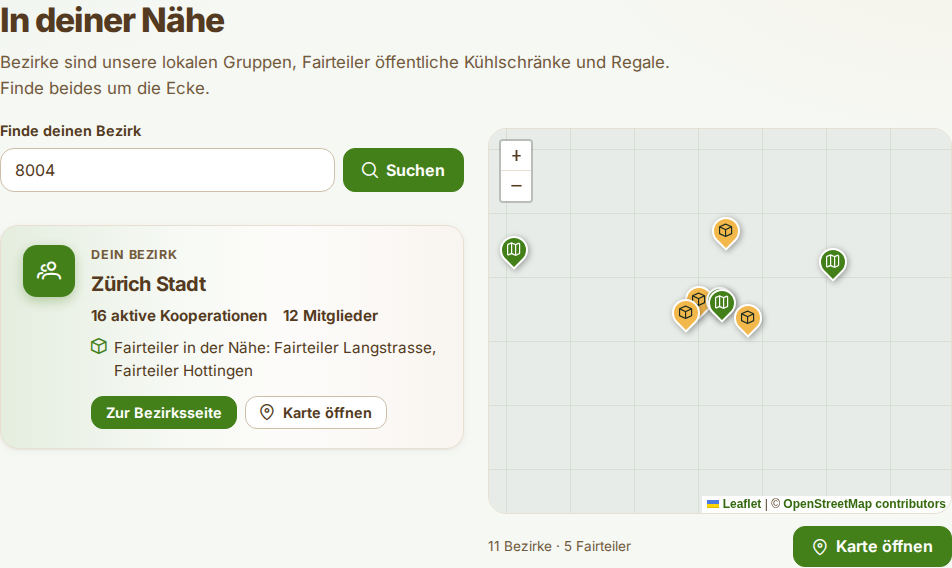 In deiner Nähe
Bezirke sind unsere lokalen Gruppen, Fairteiler öffentliche Kühlschränke und Regale.
Finde beides um die Ecke.
Finde deinen Bezirk
8004
Suchen
DEIN BEZIRK
Zürich Stadt
16 aktive Kooperationen 12 Mitglieder
Fairteiler in der Nähe: Fairteiler Langstrasse,
Fairteiler Hottingen
Zur Bezirksseite
Karte öffnen
+
−
Leaflet | © OpenStreetMap contributors
11 Bezirke · 5 Fairteiler
Karte öffnen